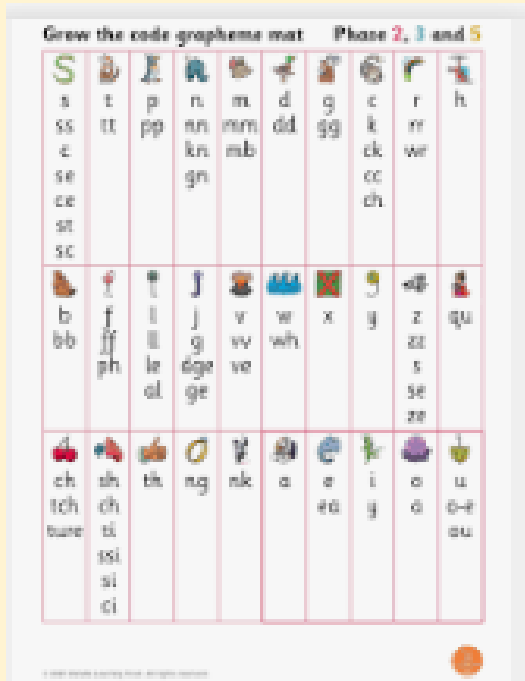 Grow the code grapheme mat Phase 2, 3 and 5
s t p n m d g c r h
ss tt pp nn mm dd gg k rr
c kn mb ck wr
se gn cc
ce ch
st
sc
b f l j v w x y z qu
bb ff ll g vv wh zz
ph le dge ve s
al ge se
ze
ch sh th ng nk a e i o u
tch ch ea y a o-e
ture ti ou
ssi
si
ci